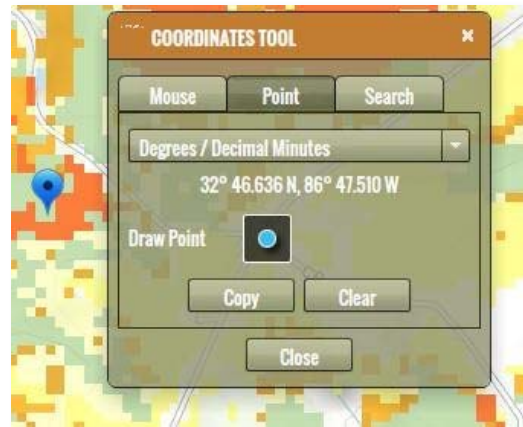 COORDINATES TOOL ×
Mouse Point Search
Degrees / Decimal Minutes
32° 46.636 N, 86° 47.510 W
Draw Point
Copy Clear
Close